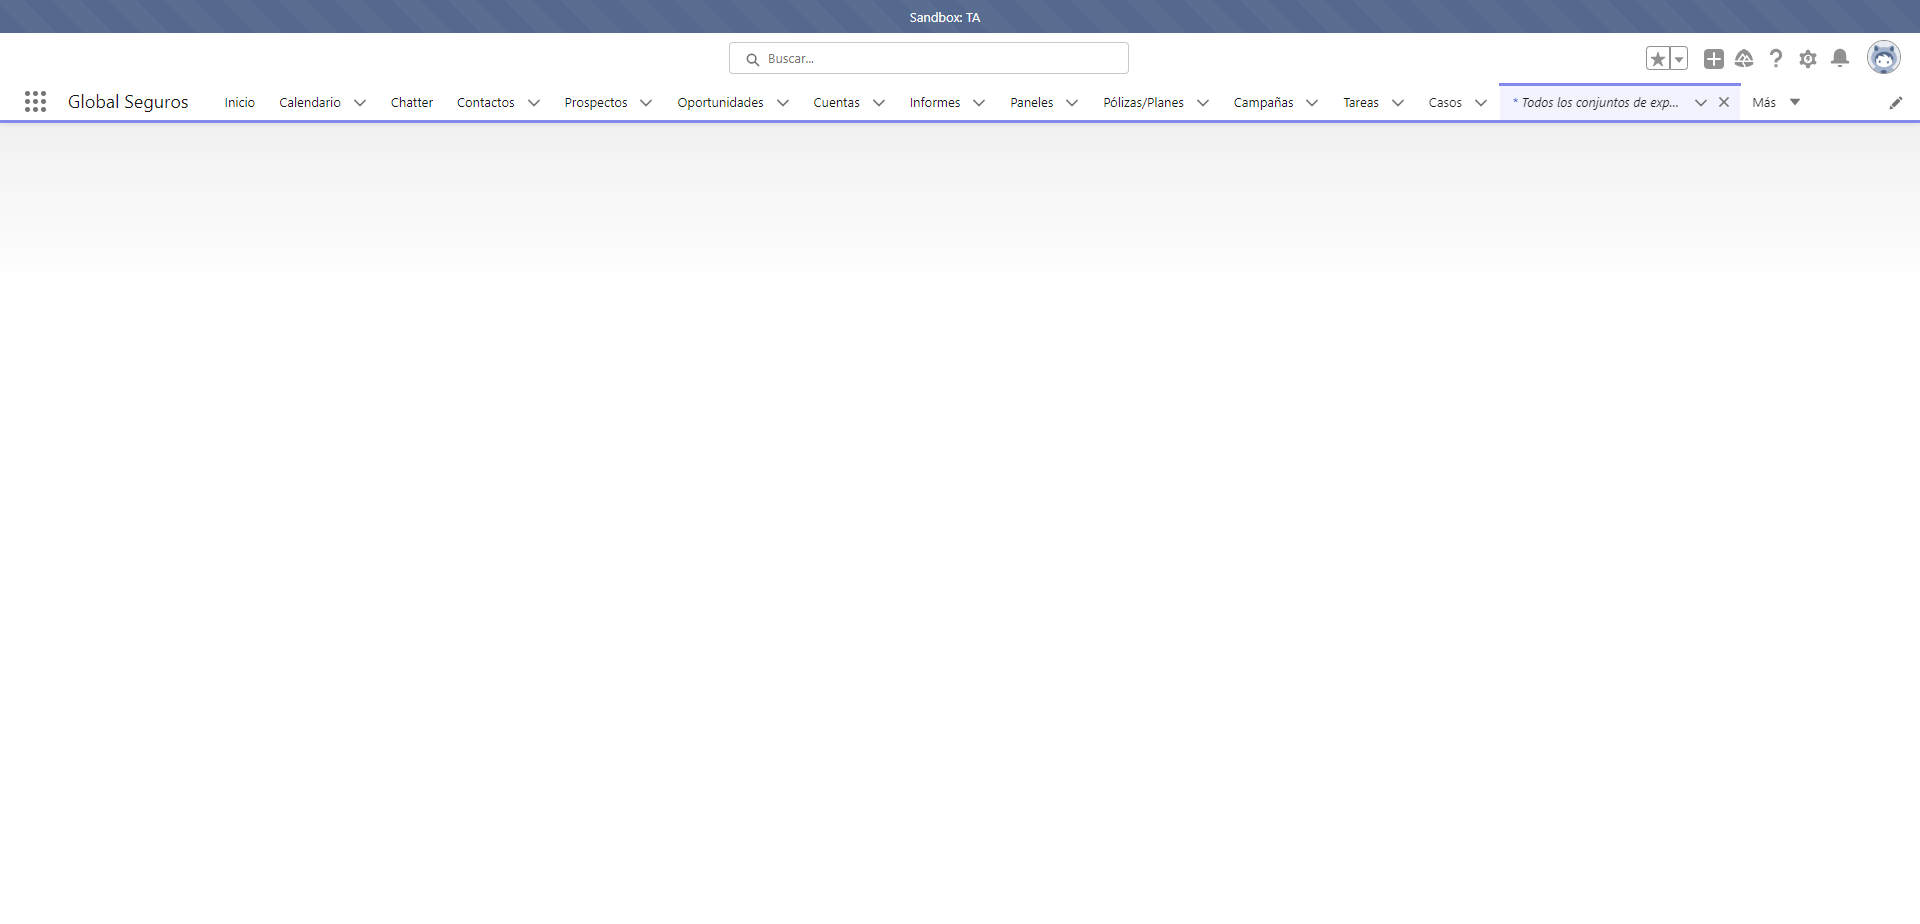 Sandbox: TA
Buscar...
Global Seguros Inicio Calendario Chatter Contactos Prospectos Oportunidades Cuentas Informes Paneles Pólizas/Planes Campañas Tareas Casos * Todos los conjuntos de exp... Más